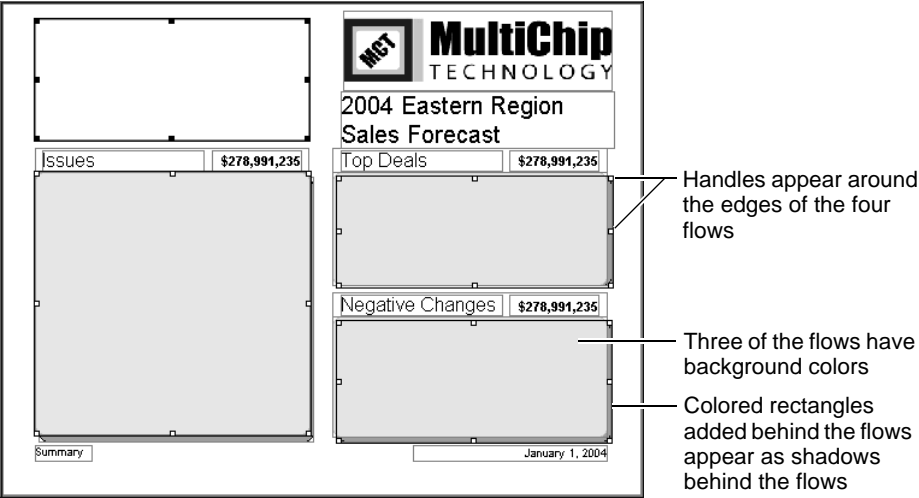 MCT
MultiChip
TECHNOLOGY
2004 Eastern Region
Sales Forecast
Issues
$278,991,235
Top Deals
$278,991,235
Negative Changes
$278,991,235
Summary
January 1, 2004
Handles appear around
the edges of the four
flows
Three of the flows have
background colors
Colored rectangles
added behind the flows
appear as shadows
behind the flows